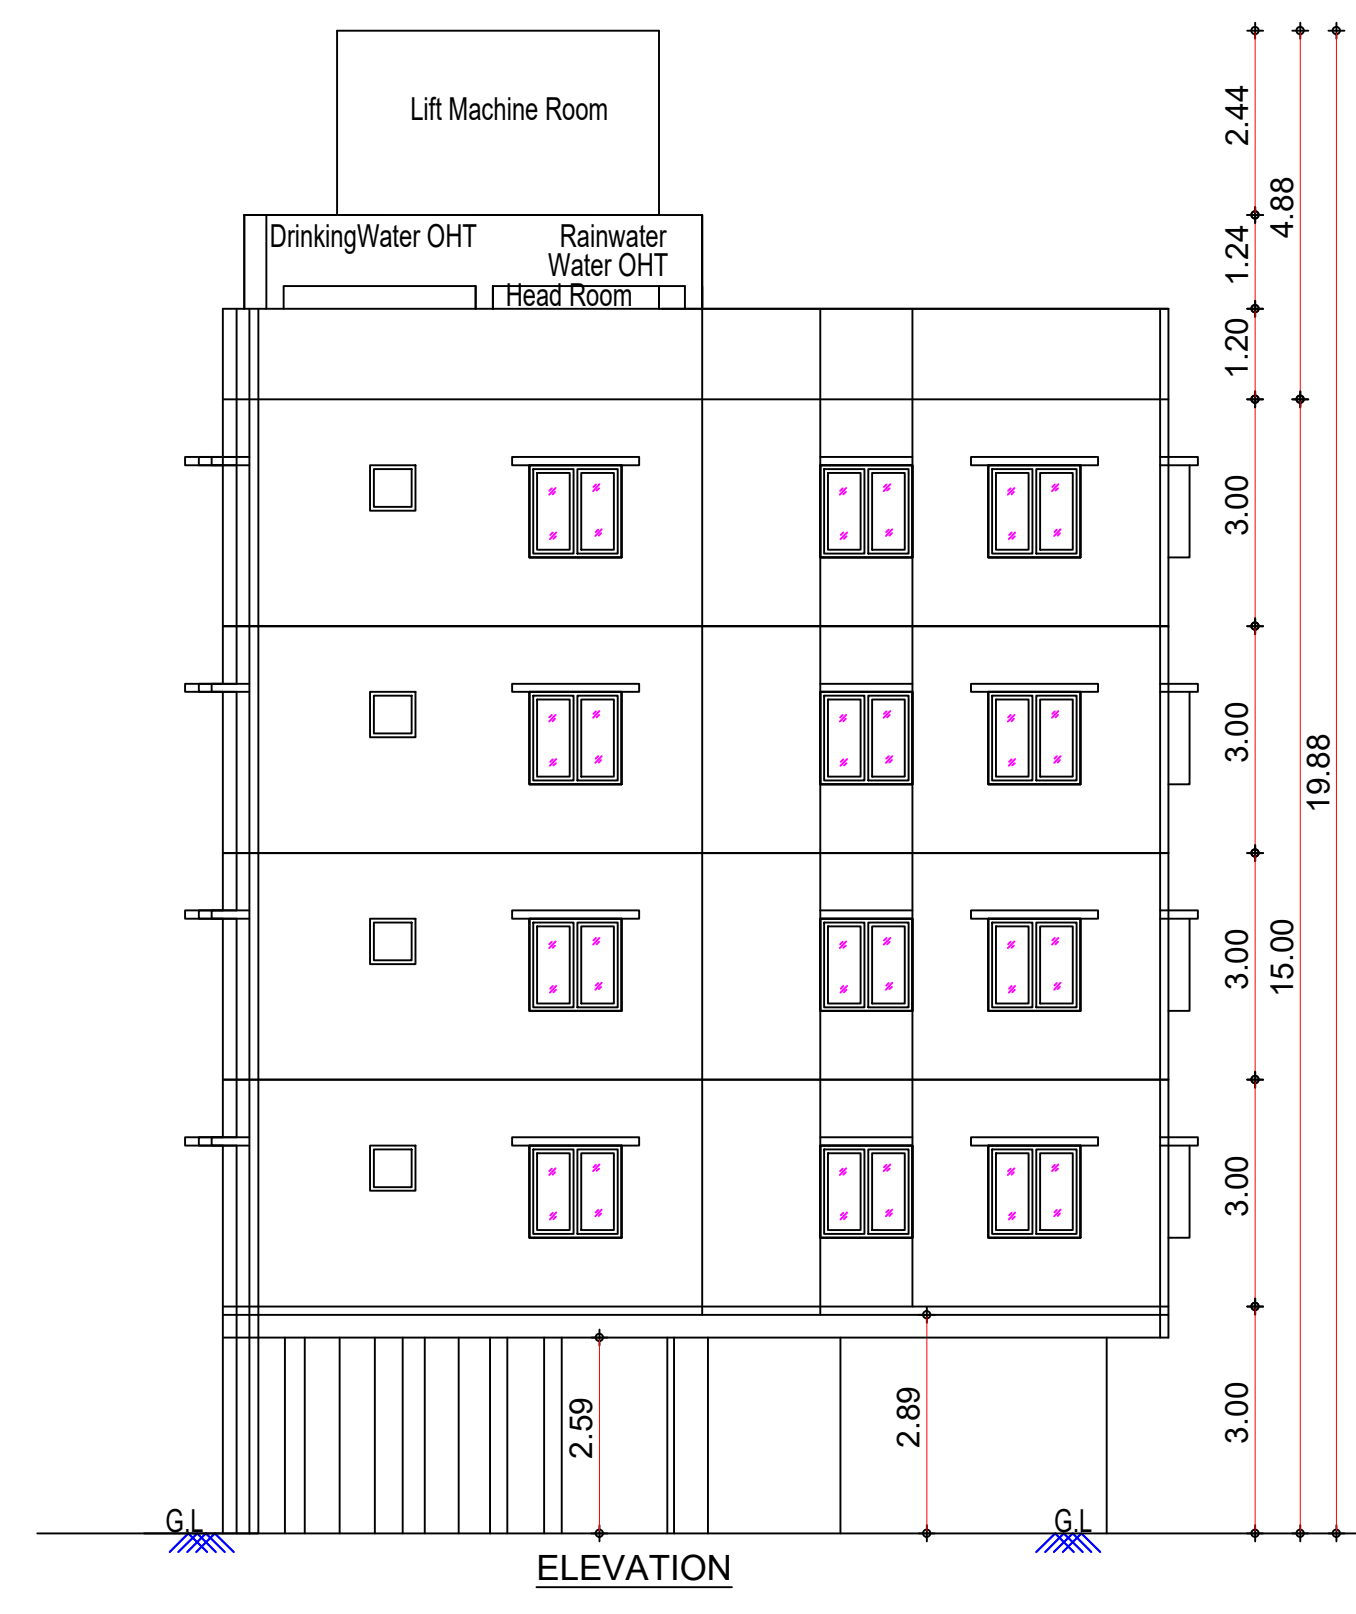 Lift Machine Room
DrinkingWater OHT
Rainwater
Water OHT
Head Room
2.44
4.88
1.24
1.20
3.00
3.00
19.88
3.00
15.00
3.00
3.00
2.59
2.89
G.L
G.L
ELEVATION